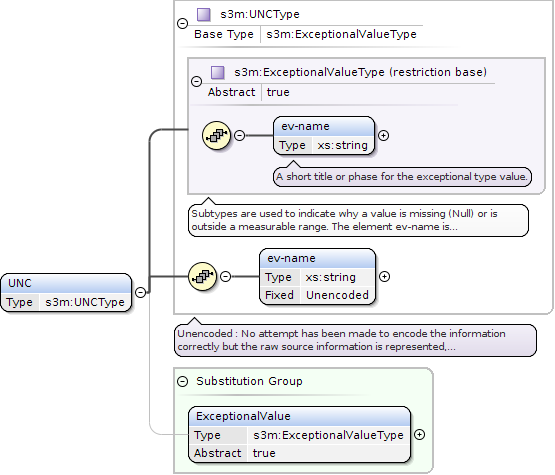 s3m:UNCType
Base Type s3m:ExceptionalValueType
s3m:ExceptionalValueType (restriction base)
Abstract true
ev-name
Type xs:string
A short title or phase for the exceptional type value.
Subtypes are used to indicate why a value is missing (Null) or is
outside a measurable range. The element ev-name is...
UNC
Type s3m:UNCType
ev-name
Type xs:string
Fixed Unencoded
Unencoded : No attempt has been made to encode the information
correctly but the raw source information is represented,...
Substitution Group
ExceptionalValue
Type s3m:ExceptionalValueType
Abstract true